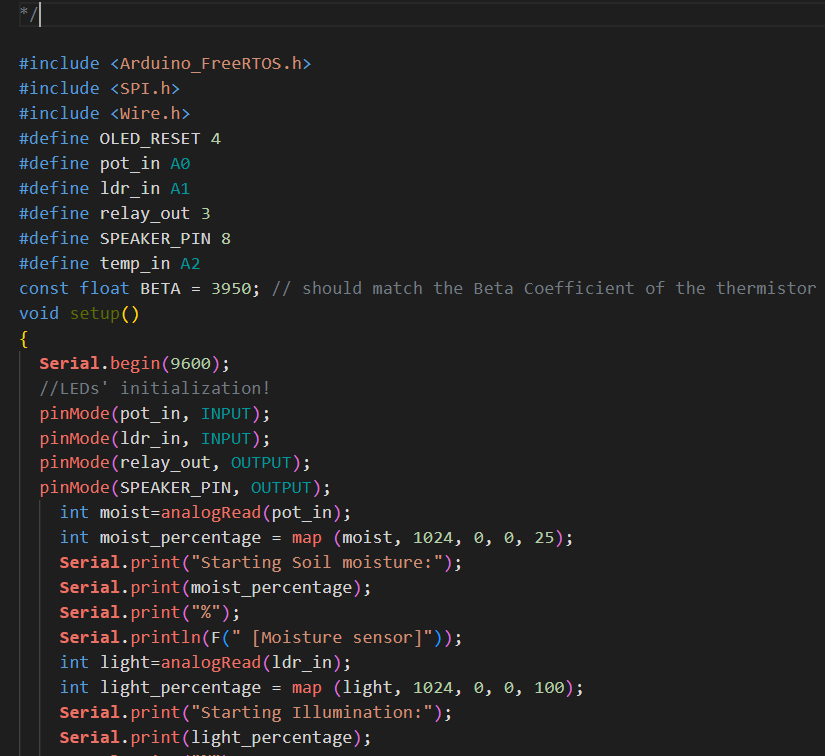 */
#include <Arduino_FreeRTOS.h>
#include <SPI.h>
#include <Wire.h>
#define OLED_RESET 4
#define pot_in A0
#define ldr_in A1
#define relay_out 3
#define SPEAKER_PIN 8
#define temp_in A2
const float BETA = 3950; // should match the Beta Coefficient of the thermistor
void setup()
{
  Serial.begin(9600);
  //LEDs' initialization!
  pinMode(pot_in, INPUT);
  pinMode(ldr_in, INPUT);
  pinMode(relay_out, OUTPUT);
  pinMode(SPEAKER_PIN, OUTPUT);
    int moist=analogRead(pot_in);
    int moist_percentage = map (moist, 1024, 0, 0, 25);
    Serial.print("Starting Soil moisture:");
    Serial.print(moist_percentage);
    Serial.print("%");
    Serial.println(F(" [Moisture sensor]"));
    int light=analogRead(ldr_in);
    int light_percentage = map (light, 1024, 0, 0, 100);
    Serial.print("Starting Illumination:");
    Serial.print(light_percentage);